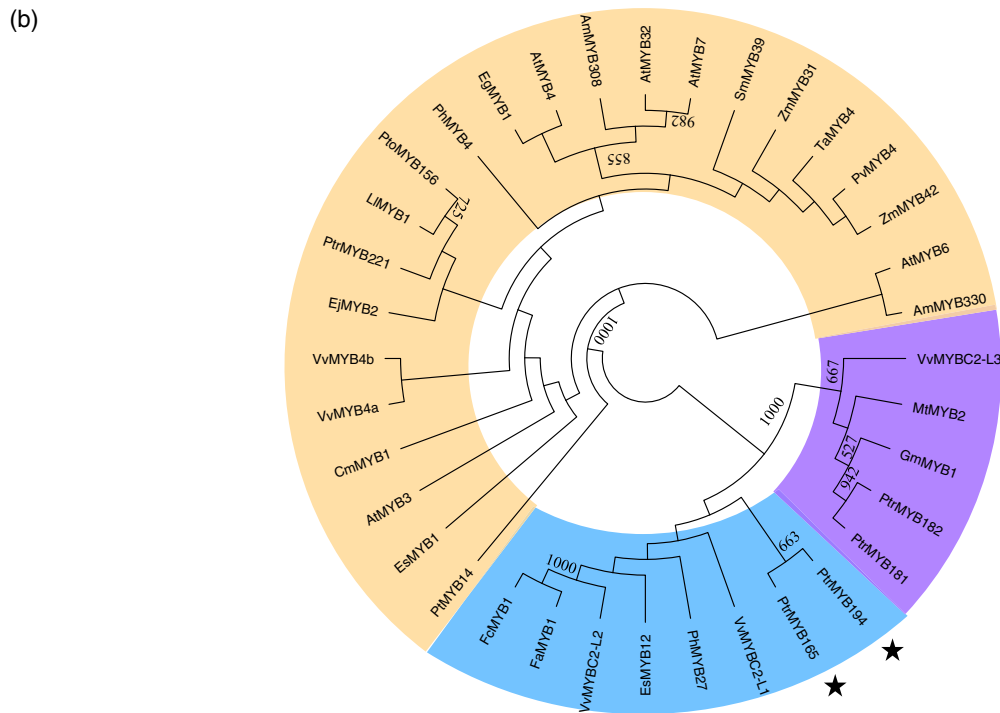 (b)
PtMYB14
EsMYB1
AtMYB3
CmMYB1
VvMYB4a
VvMYB4b
EjMYB2
PtrMYB221
LlMYB1
PtoMYB156
PhMYB4
EgMYB1
AtMYB4
AmMYB308
AtMYB32
AtMYB7
SmMYB39
ZmMYB31
TaMYB4
PvMYB4
ZmMYB42
AtMYB6
AmMYB330
VvMYBC2-L3
MtMYB2
GmMYB1
PtrMYB182
PtrMYB181
PtrMYB194
PtrMYB165
VvMYBC2-L1
PhMYB27
EsMYB12
VvMYBC2-L2
FaMYB1
FcMYB1
725
855
982
1000
1000
667
527
942
663
1000